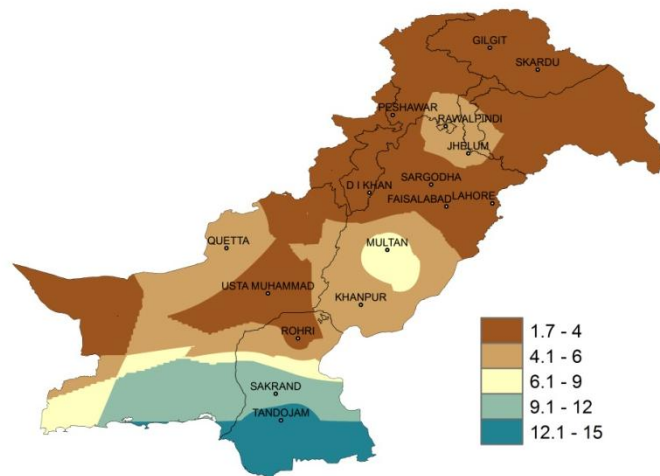 GILGIT
SKARDU
PESHAWAR
RAWALPINDI
JHELUM
SARGODHA
D I KHAN
LAHORE
FAISALABAD
QUETTA
MULTAN
USTA MUHAMMAD
KHANPUR
ROHRI
SAKRAND
TANDOJAM
1.7 - 4
4.1 - 6
6.1 - 9
9.1 - 12
12.1 - 15